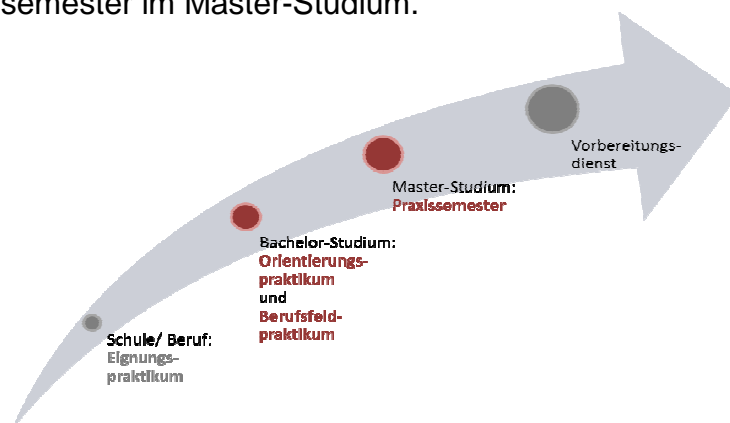 semester im Master-Studium.
Vorbereitungs-
dienst
Master-Studium:
Praxissemester
Bachelor-Studium:
Orientierungs-
praktikum
und
Berufsfeld-
praktikum
Schule/ Beruf:
Eignungs-
praktikum